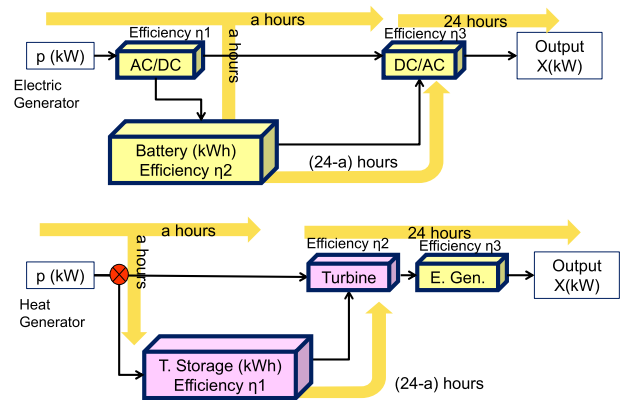 a hours
24 hours
Efficiency η1
Efficiency η3
p (kW)
AC/DC
a hours
DC/AC
Output
X(kW)
Electric
Generator
Battery (kWh)
Efficiency η2
(24-a) hours
a hours
24 hours
Efficiency η2
Efficiency η3
p (kW)
a hours
Turbine
E. Gen.
Output
X(kW)
Heat
Generator
T. Storage (kWh)
Efficiency η1
(24-a) hours